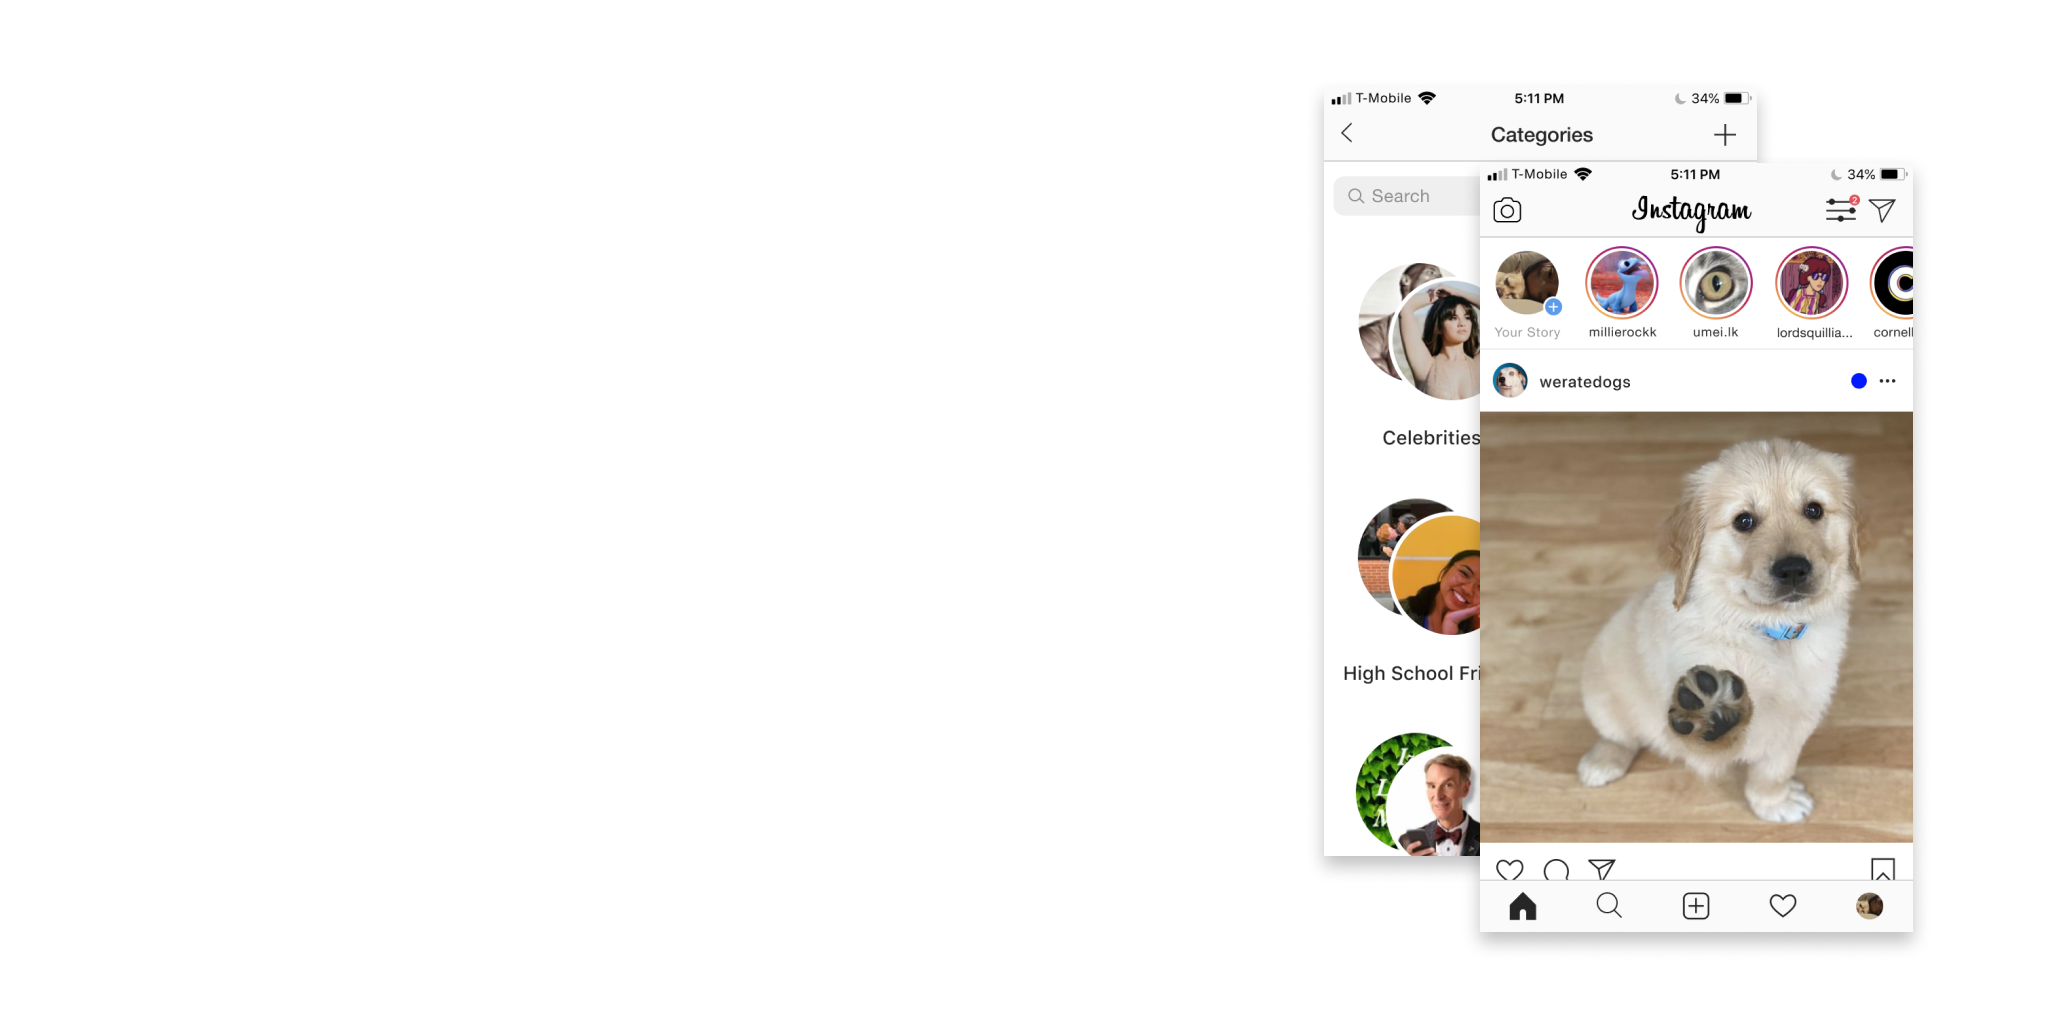 T-Mobile 5:11 PM 34%
Categories
Search
Celebrities
High School Fri
T-Mobile 5:11 PM 34%
Instagram
2
Your Story millierockk umei.lk lordsquillia... cornell
weratedogs